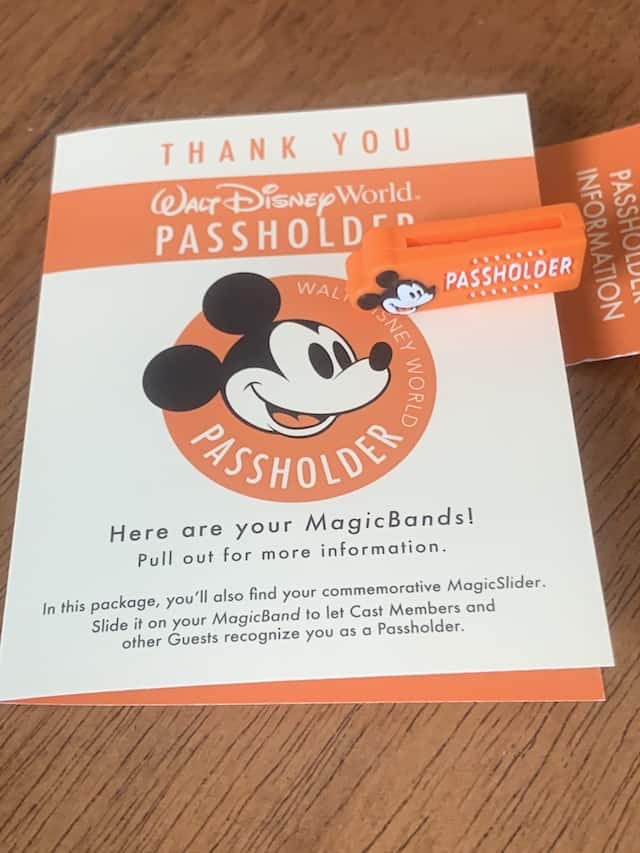 THANK YOU
WALT DISNEY World.
PASSHOLDER
PASSHOLDER
PASSHOLDER
INFORMATION
WALT DISNEY WORLD
PASSHOLDER
Here are your MagicBands!
Pull out for more information.
In this package, you'll also find your commemorative MagicSlider.
Slide it on your MagicBand to let Cast Members and
other Guests recognize you as a Passholder.